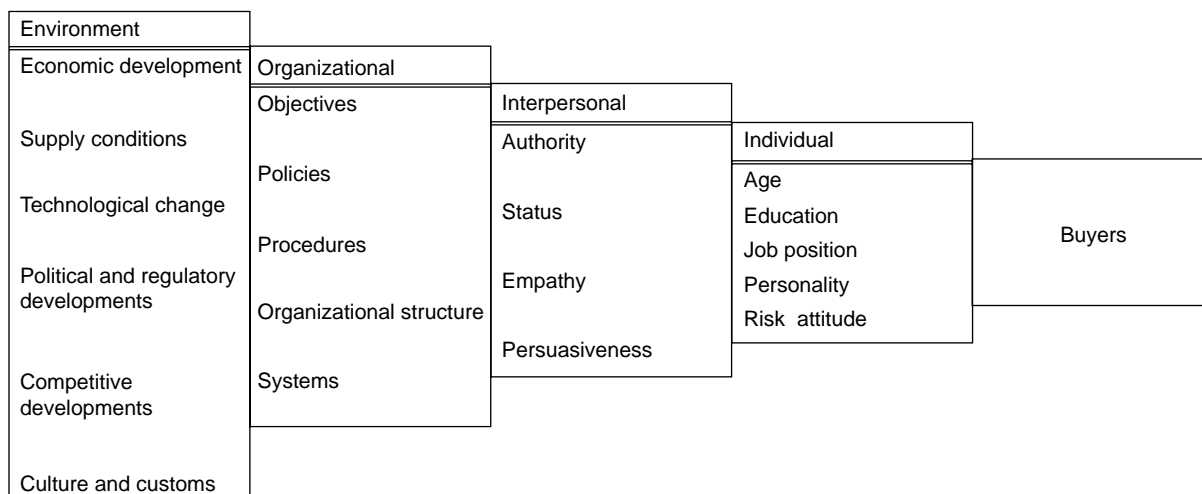 Environment
Economic development
Supply conditions
Technological change
Political and regulatory
developments
Competitive
developments
Culture and customs
Organizational
Objectives
Policies
Procedures
Organizational structure
Systems
Interpersonal
Authority
Status
Empathy
Persuasiveness
Individual
Age
Education
Job position
Personality
Risk attitude
Buyers